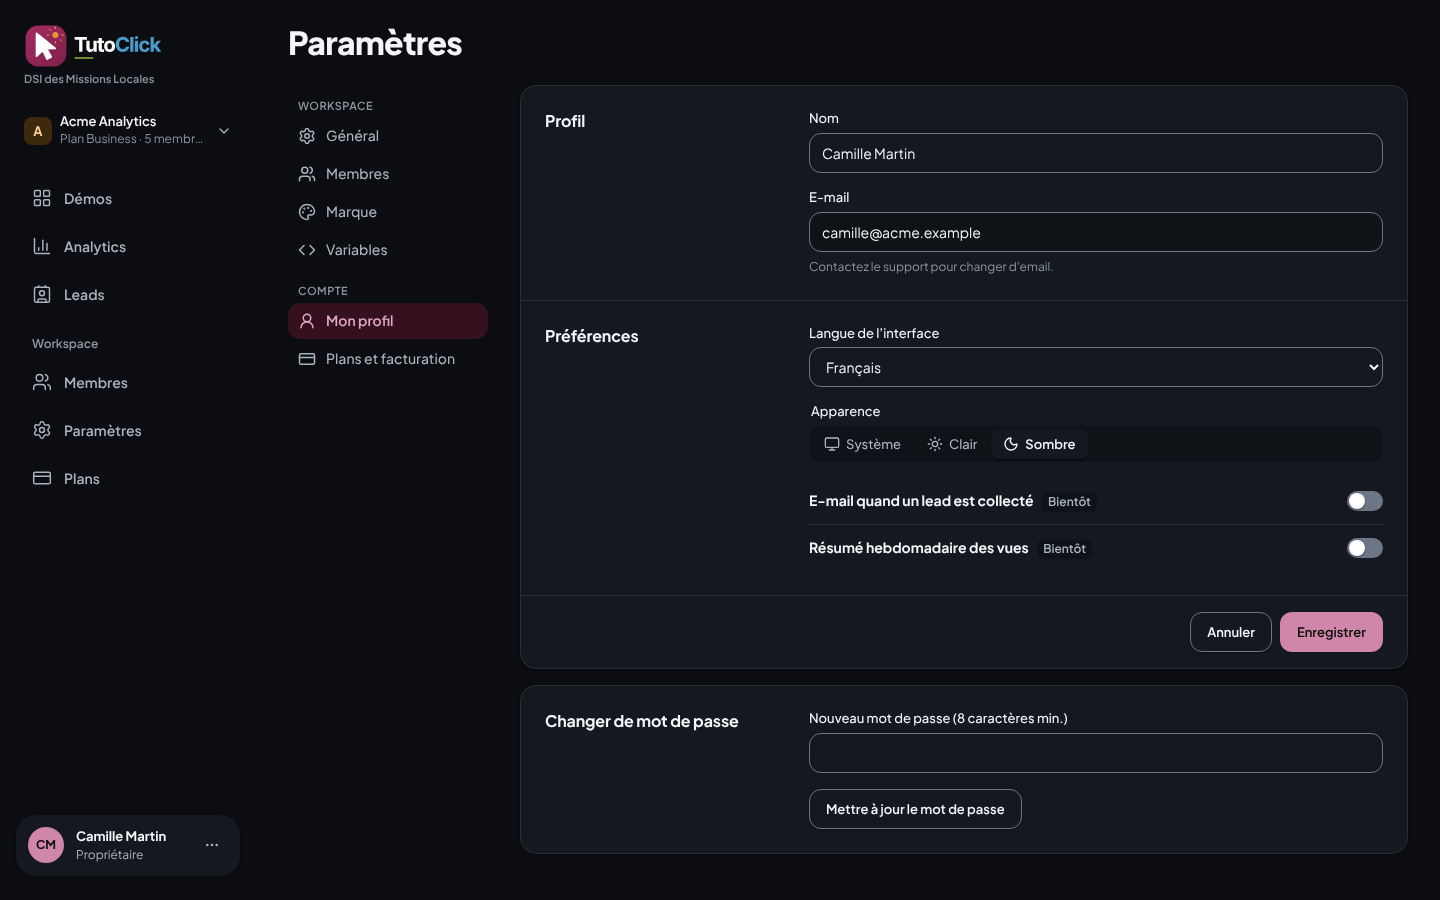 TutoClick
DSI des Missions Locales
A
Acme Analytics
Plan Business · 5 membr...
Démos
Analytics
Leads
Workspace
Membres
Paramètres
Plans
CM
Camille Martin
Propriétaire
Paramètres
WORKSPACE
Général
Membres
Marque
Variables
COMPTE
Mon profil
Plans et facturation
Profil
Nom
Camille Martin
E-mail
camille@acme.example
Contactez le support pour changer d'email.
Préférences
Langue de l’interface
Français
Apparence
Système Clair Sombre
E-mail quand un lead est collecté Bientôt
Résumé hebdomadaire des vues Bientôt
Annuler Enregistrer
Changer de mot de passe
Nouveau mot de passe (8 caractères min.)
Mettre à jour le mot de passe